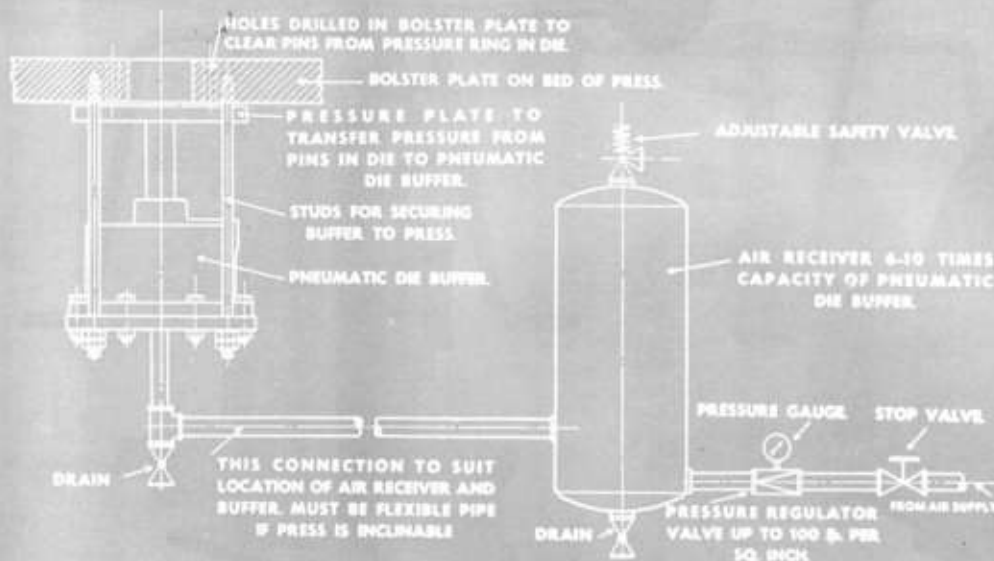 HOLES DRILLED IN BOLSTER PLATE TO
CLEAR PINS FROM PRESSURE RING IN DIE.
BOLSTER PLATE ON BED OF PRESS.
PRESSURE PLATE TO
TRANSFER PRESSURE FROM
PINS IN DIE TO PNEUMATIC
DIE BUFFER.
STUDS FOR SECURING
BUFFER TO PRESS.
PNEUMATIC DIE BUFFER.
ADJUSTABLE SAFETY VALVE.
AIR RECEIVER 6-10 TIMES
CAPACITY OF PNEUMATIC
DIE BUFFER.
PRESSURE GAUGE.
STOP VALVE.
DRAIN
THIS CONNECTION TO SUIT
LOCATION OF AIR RECEIVER AND
BUFFER. MUST BE FLEXIBLE PIPE
IF PRESS IS INCLINABLE
DRAIN
PRESSURE REGULATOR
VALVE UP TO 100 lb. PER
SQ. INCH.
FROM AIR SUPPLY